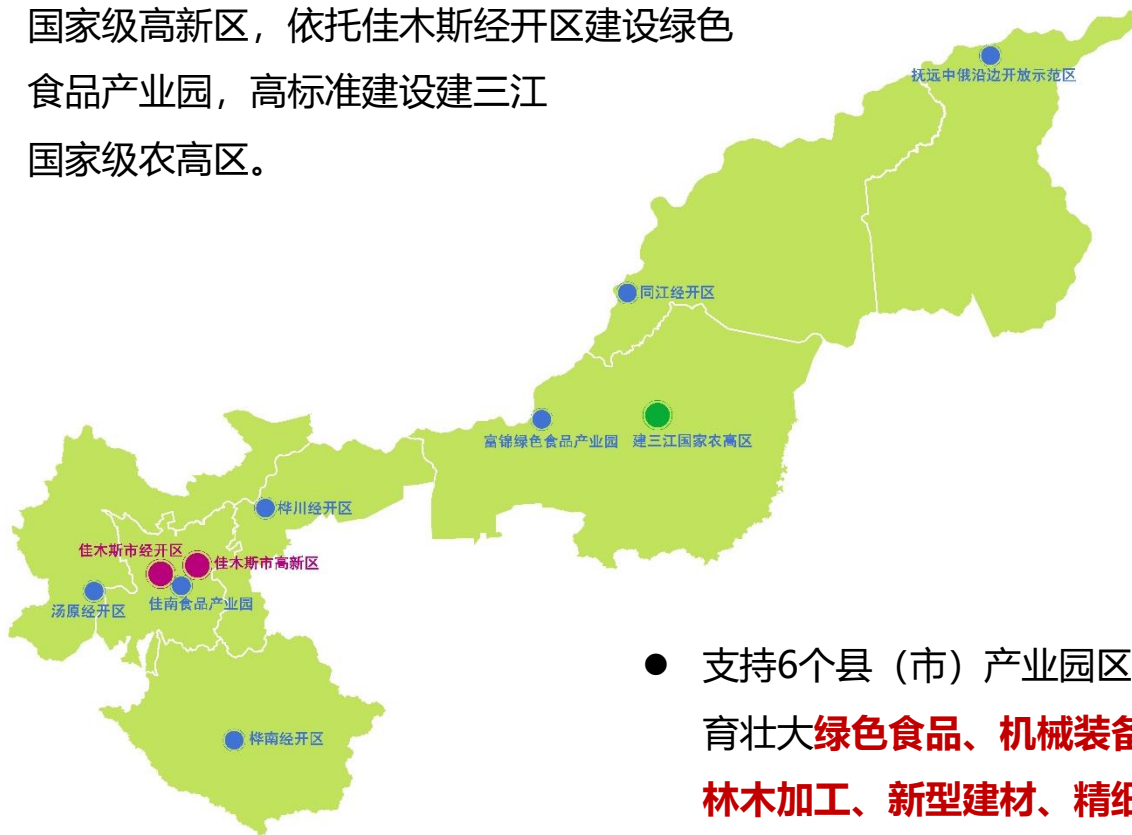 国家级高新区，依托佳木斯经开区建设绿色
食品产业园，高标准建设建三江
国家级农高区。
抚远中俄沿边开放示范区
同江经开区
富锦绿色食品产业园
建三江国家农高区
桦川经开区
佳木斯市经开区
佳木斯市高新区
汤原经开区
佳南食品产业园
桦南经开区
● 支持6个县（市）产业园区
育壮大绿色食品、机械装备
林木加工、新型建材、精细